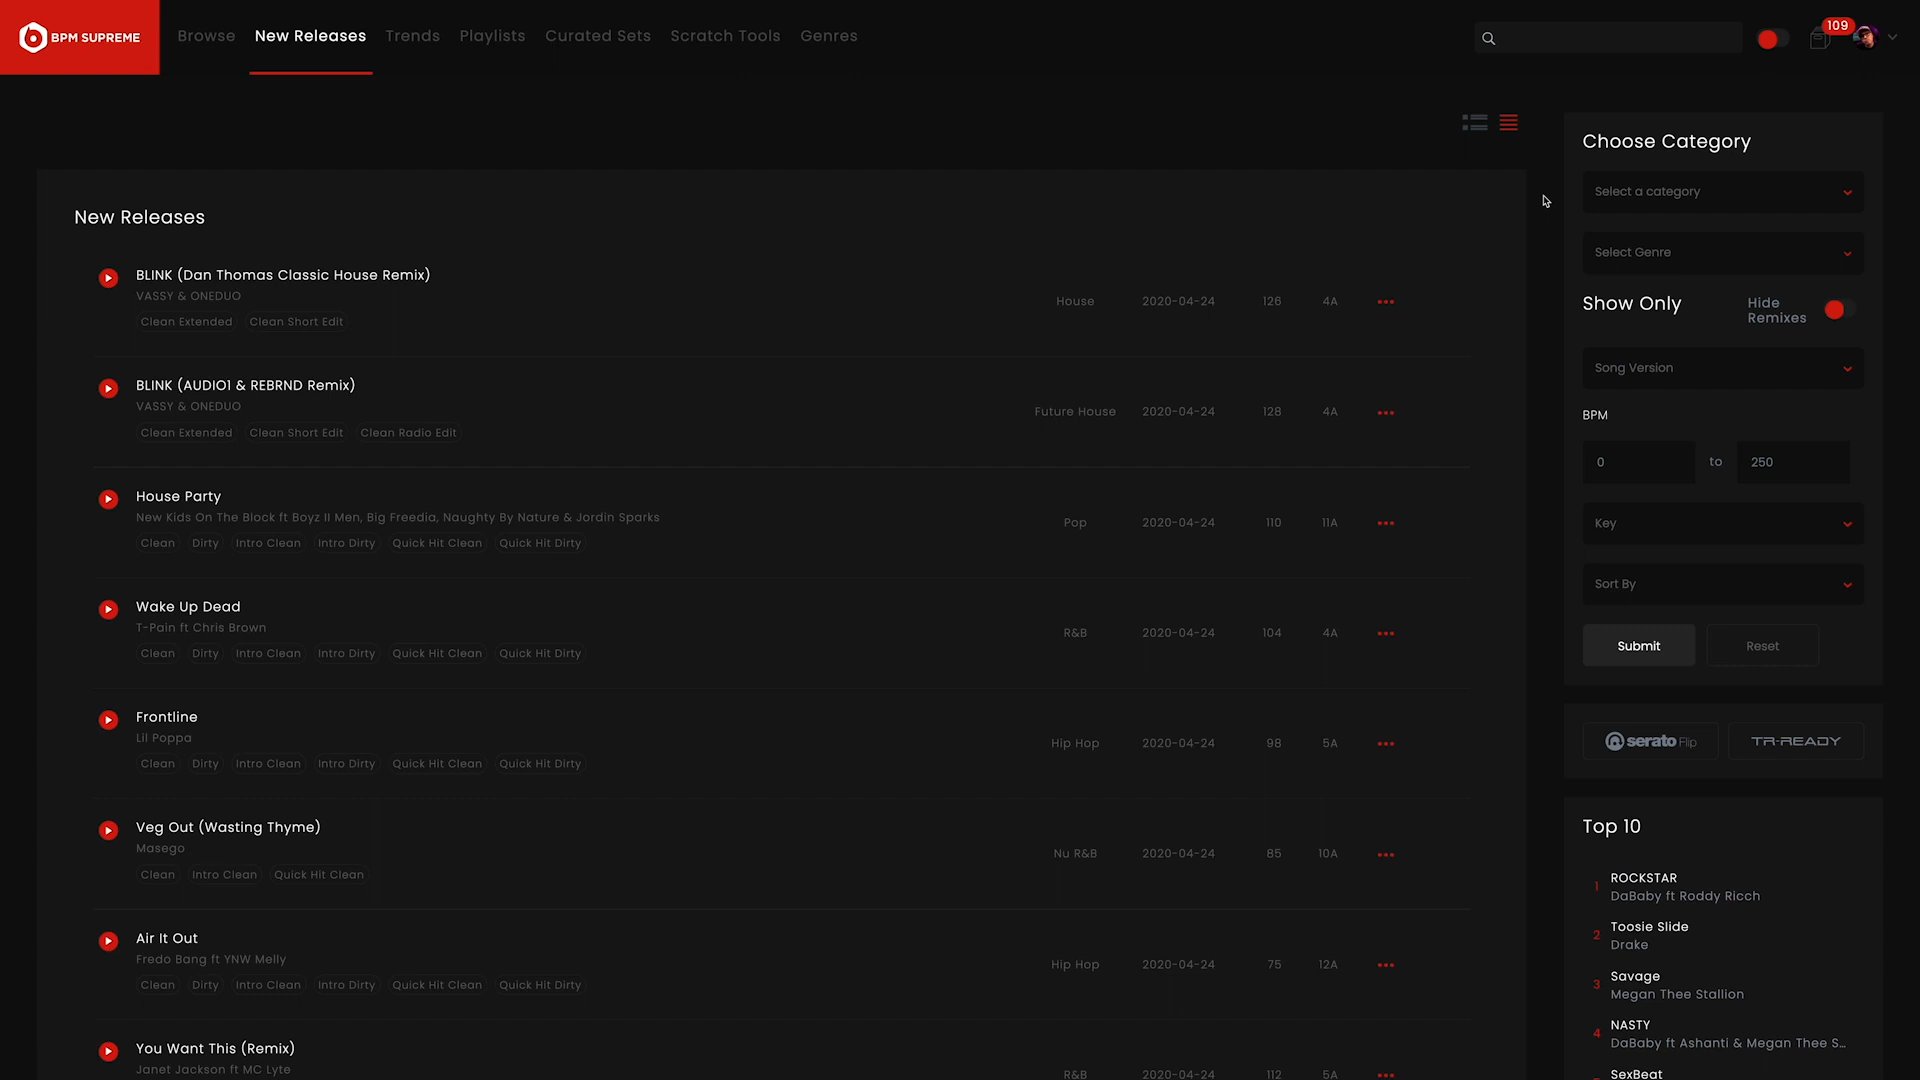 BPM SUPREME
Browse
New Releases
Trends
Playlists
Curated Sets
Scratch Tools
Genres
109
New Releases
BLINK (Dan Thomas Classic House Remix)
VASSY & ONEDUO
Clean Extended Clean Short Edit
House 2020-04-24 126 4A
BLINK (AUDIO1 & REBRND Remix)
VASSY & ONEDUO
Clean Extended Clean Short Edit Clean Radio Edit
Future House 2020-04-24 128 4A
House Party
New Kids On The Block ft Boyz II Men, Big Freedia, Naughty By Nature & Jordin Sparks
Clean Dirty Intro Clean Intro Dirty Quick Hit Clean Quick Hit Dirty
Pop 2020-04-24 110 11A
Wake Up Dead
T-Pain ft Chris Brown
Clean Dirty Intro Clean Intro Dirty Quick Hit Clean Quick Hit Dirty
R&B 2020-04-24 104 4A
Frontline
Lil Poppa
Clean Dirty Intro Clean Intro Dirty Quick Hit Clean Quick Hit Dirty
Hip Hop 2020-04-24 98 5A
Veg Out (Wasting Thyme)
Masego
Clean Intro Clean Quick Hit Clean
Nu R&B 2020-04-24 85 10A
Air It Out
Fredo Bang ft YNW Melly
Clean Dirty Intro Clean Intro Dirty Quick Hit Clean Quick Hit Dirty
Hip Hop 2020-04-24 75 12A
You Want This (Remix)
Janet Jackson ft MC Lyte
R&B 2020-04-24 112 5A
Choose Category
Select a category
Select Genre
Show Only
Hide
Remixes
Song Version
BPM
0 to 250
Key
Sort By
Submit
Reset
serato Flip
TR-READY
Top 10
1 ROCKSTAR
DaBaby ft Roddy Ricch
2 Toosie Slide
Drake
3 Savage
Megan Thee Stallion
4 NASTY
DaBaby ft Ashanti & Megan Thee S...
SexBeat